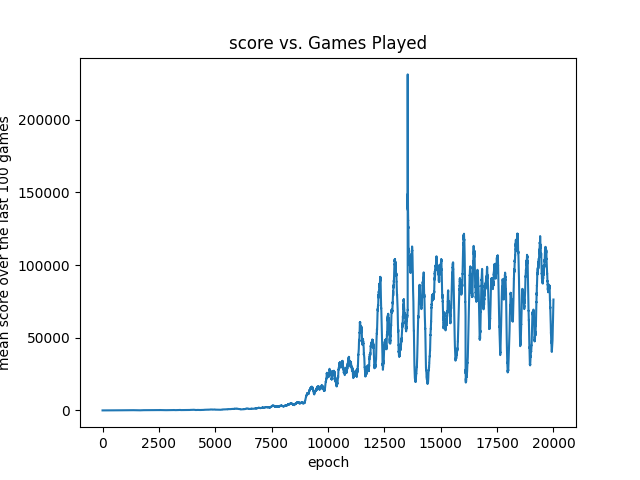 score vs. Games Played
mean score over the last 100 games
200000
150000
100000
50000
0
0 2500 5000 7500 10000 12500 15000 17500 20000
epoch